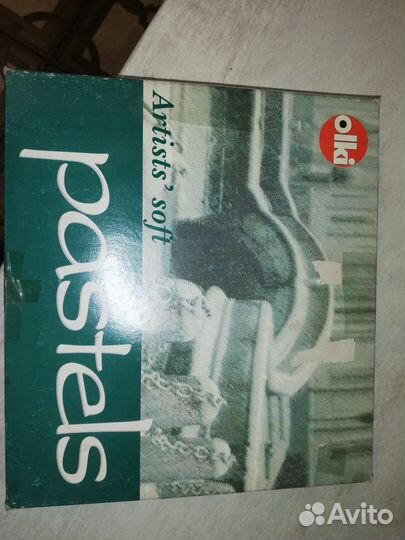 Artists' soft
pastels
olki
Avito